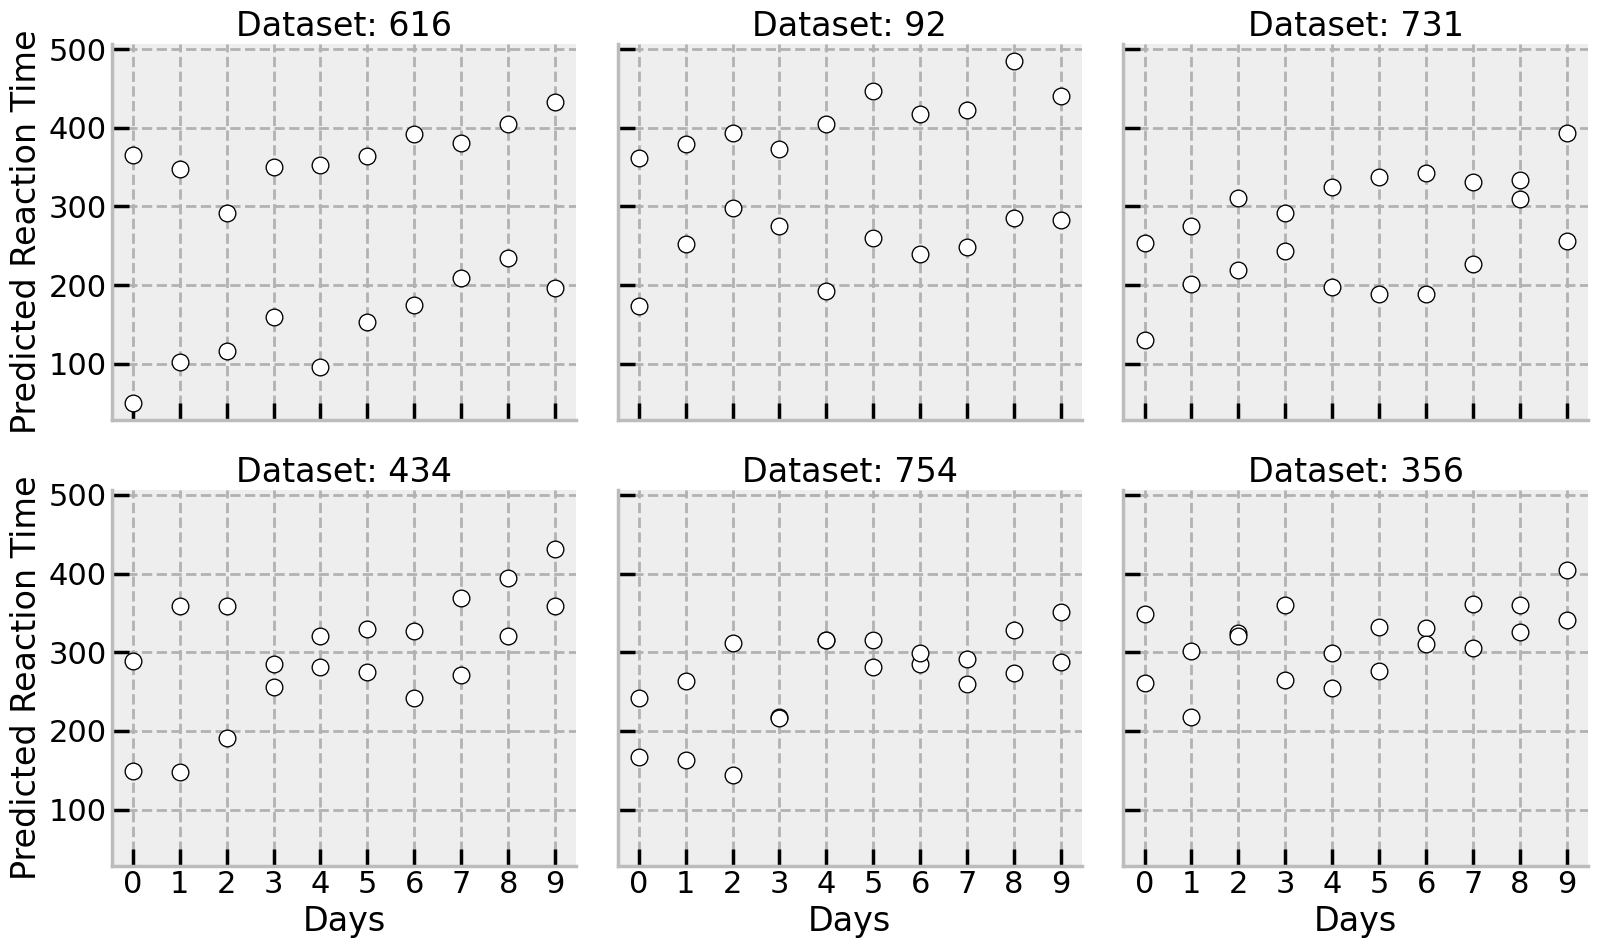 Dataset: 616
Dataset: 92
Dataset: 731
Predicted Reaction Time
500
400
300
200
100
Dataset: 434
Dataset: 754
Dataset: 356
Predicted Reaction Time
500
400
300
200
100
0 1 2 3 4 5 6 7 8 9
0 1 2 3 4 5 6 7 8 9
0 1 2 3 4 5 6 7 8 9
Days
Days
Days